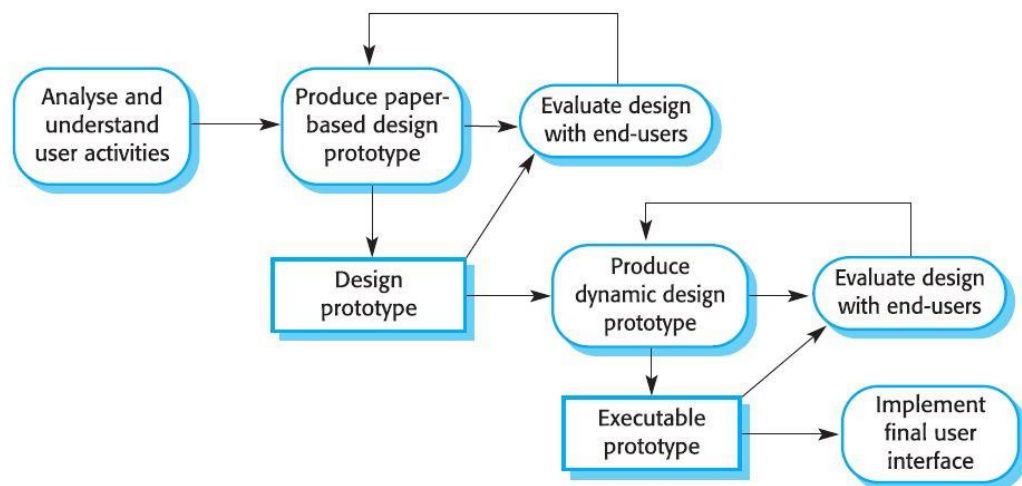 Analyse and
understand
user activities
Produce paper-
based design
prototype
Evaluate design
with end-users
Design
prototype
Produce
dynamic design
prototype
Evaluate design
with end-users
Executable
prototype
Implement
final user
interface